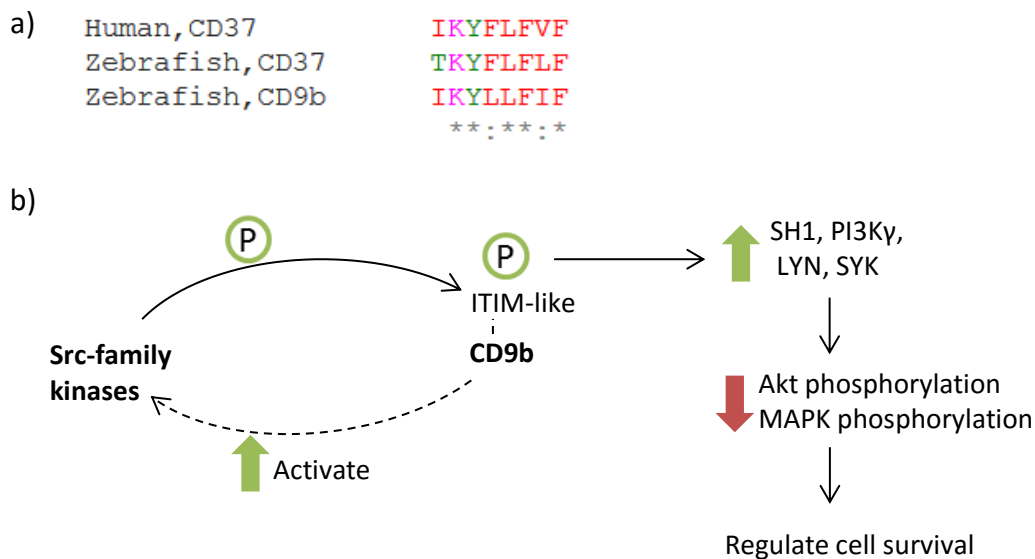 a)
Human,CD37 IKYFLFVF
Zebrafish,CD37 TKYFLFLF
Zebrafish,CD9b IKYLLFIF
**:**:*
b)
P
P
SH1, PI3Kγ,
LYN, SYK
ITIM-like
CD9b
Src-family
kinases
Activate
Akt phosphorylation
MAPK phosphorylation
Regulate cell survival